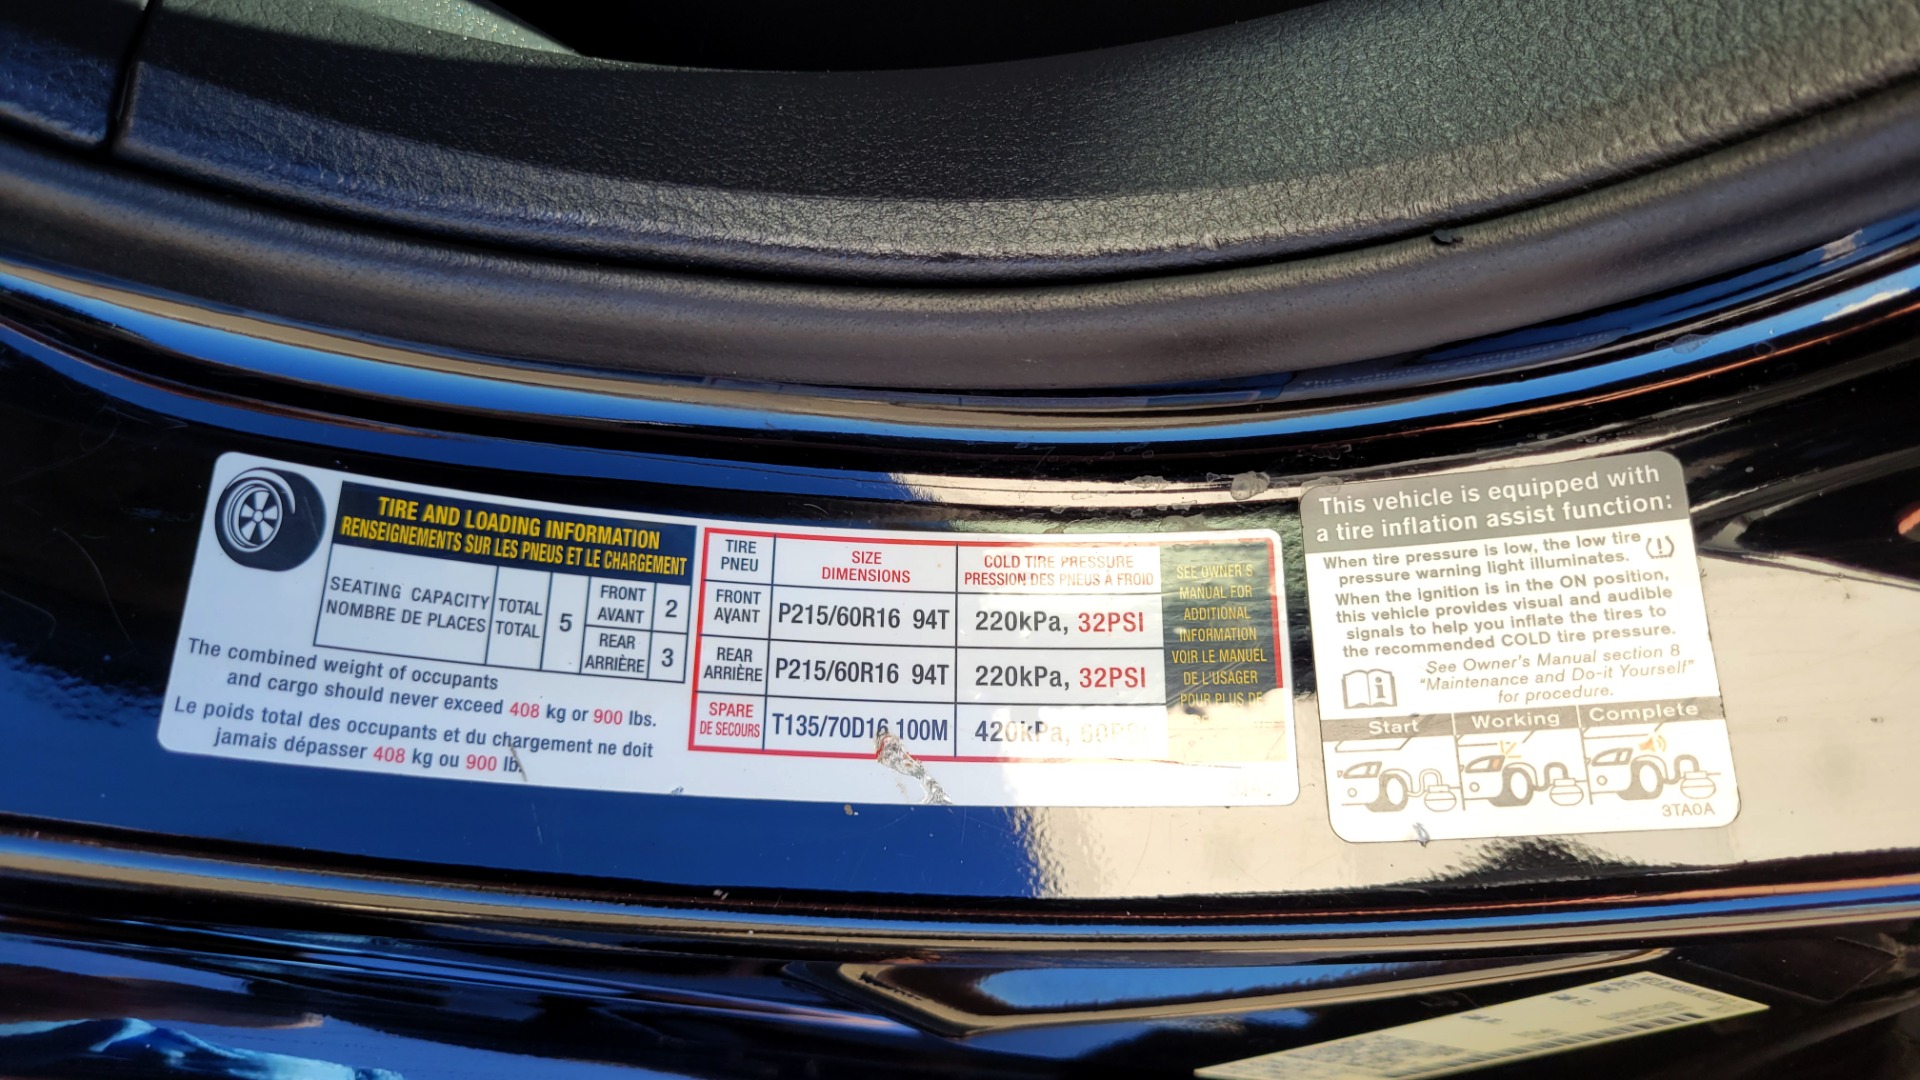 TIRE AND LOADING INFORMATION
RENSEIGNEMENTS SUR LES PNEUS ET LE CHARGEMENT
SEATING CAPACITY
NOMBRE DE PLACES
TOTAL
TOTAL
5
FRONT
AVANT
2
REAR
ARRIÈRE
3
The combined weight of occupants
and cargo should never exceed 408 kg or 900 lbs.
Le poids total des occupants et du chargement ne doit
jamais dépasser 408 kg ou 900 lb.
TIRE
PNEU
SIZE
DIMENSIONS
COLD TIRE PRESSURE
PRESSION DES PNEUS À FROID
FRONT
AVANT
P215/60R16 94T
220kPa, 32PSI
REAR
ARRIÈRE
P215/60R16 94T
220kPa, 32PSI
SPARE
DE SECOURS
T135/70D16 100M
420kPa, 60PSI
SEE OWNER'S
MANUAL FOR
ADDITIONAL
INFORMATION
VOIR LE MANUEL
DE L'USAGER
POUR PLUS DE
This vehicle is equipped with
a tire inflation assist function:
When tire pressure is low, the low tire
pressure warning light illuminates.
When the ignition is in the ON position,
this vehicle provides visual and audible
signals to help you inflate the tires to
the recommended COLD tire pressure.
See Owner's Manual section 8
"Maintenance and Do-it Yourself"
for procedure.
Start
Working
Complete
3TA0A